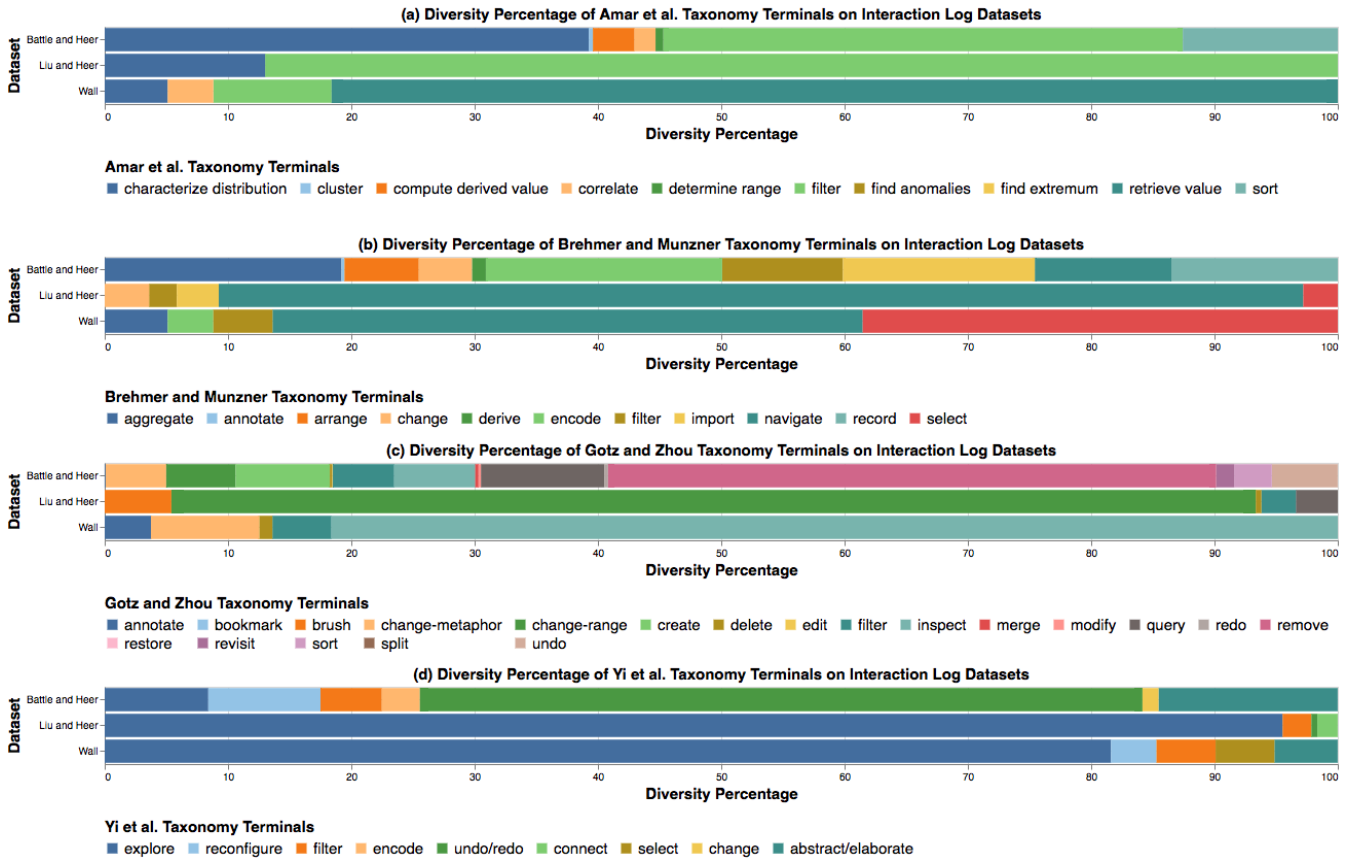 (a) Diversity Percentage of Amar et al. Taxonomy Terminals on Interaction Log Datasets
Dataset
Battle and Heer
Liu and Heer
Wall
0 10 20 30 40 50 60 70 80 90 100
Diversity Percentage
Amar et al. Taxonomy Terminals
characterize distribution cluster compute derived value correlate determine range filter find anomalies find extremum retrieve value sort
(b) Diversity Percentage of Brehmer and Munzner Taxonomy Terminals on Interaction Log Datasets
Dataset
Battle and Heer
Liu and Heer
Wall
0 10 20 30 40 50 60 70 80 90 100
Diversity Percentage
Brehmer and Munzner Taxonomy Terminals
aggregate annotate arrange change derive encode filter import navigate record select
(c) Diversity Percentage of Gotz and Zhou Taxonomy Terminals on Interaction Log Datasets
Dataset
Battle and Heer
Liu and Heer
Wall
0 10 20 30 40 50 60 70 80 90 100
Diversity Percentage
Gotz and Zhou Taxonomy Terminals
annotate bookmark brush change-metaphor change-range create delete edit filter inspect merge modify query redo remove
restore revisit sort split undo
(d) Diversity Percentage of Yi et al. Taxonomy Terminals on Interaction Log Datasets
Dataset
Battle and Heer
Liu and Heer
Wall
0 10 20 30 40 50 60 70 80 90 100
Diversity Percentage
Yi et al. Taxonomy Terminals
explore reconfigure filter encode undo/redo connect select change abstract/elaborate